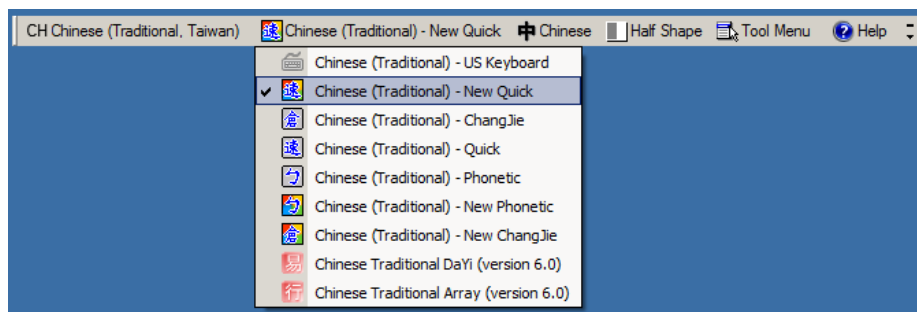 CH Chinese (Traditional, Taiwan) 速 Chinese (Traditional) - New Quick 中 Chinese Half Shape Tool Menu ? Help
Chinese (Traditional) - US Keyboard
速 Chinese (Traditional) - New Quick
倉 Chinese (Traditional) - ChangJie
速 Chinese (Traditional) - Quick
ㄅ Chinese (Traditional) - Phonetic
ㄅ Chinese (Traditional) - New Phonetic
倉 Chinese (Traditional) - New ChangJie
易 Chinese Traditional DaYi (version 6.0)
行 Chinese Traditional Array (version 6.0)